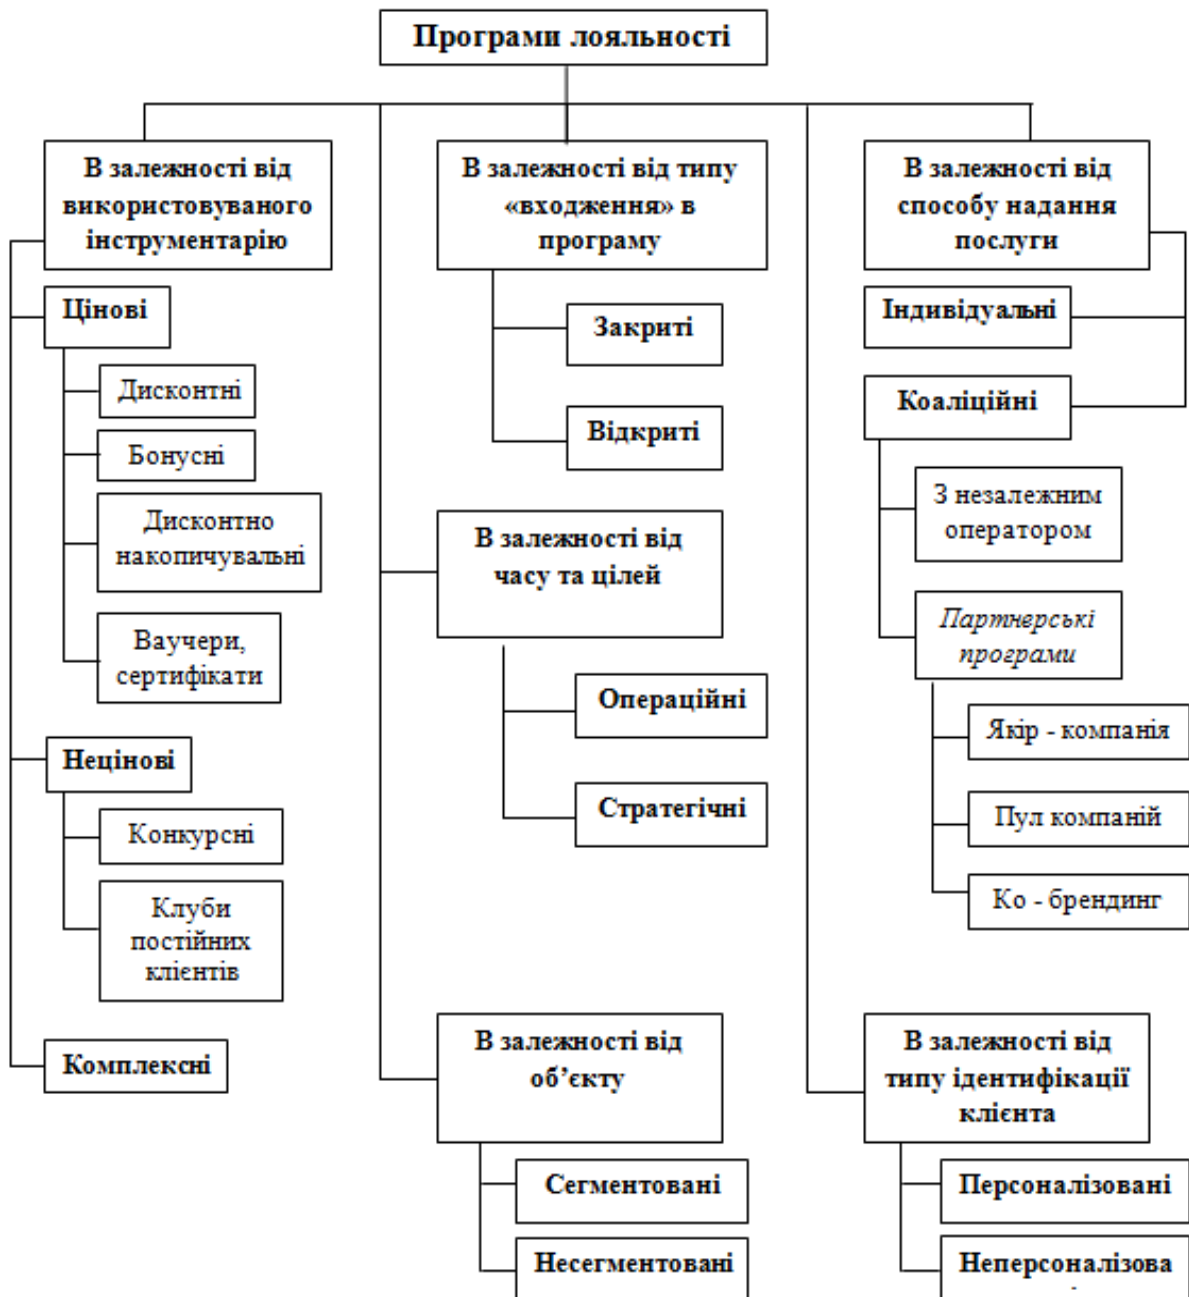 Програми лояльності
В залежності від
використовуваного
інструментарію
Цінові
Дисконтні
Бонусні
Дисконтно
накопичувальні
Ваучери,
сертифікати
Нецінові
Конкурсні
Клуби
постійних
клієнтів
Комплексні
В залежності від типу
«входження» в
програму
Закриті
Відкриті
В залежності від
часу та цілей
Операційні
Стратегічні
В залежності від
об’єкту
Сегментовані
Несегментовані
В залежності від
способу надання
послуги
Індивідуальні
Коаліційні
З незалежним
оператором
Партнерські
програми
Якір - компанія
Пул компаній
Ко - брендинг
В залежності від
типу ідентифікації
клієнта
Персоналізовані
Неперсоналізова